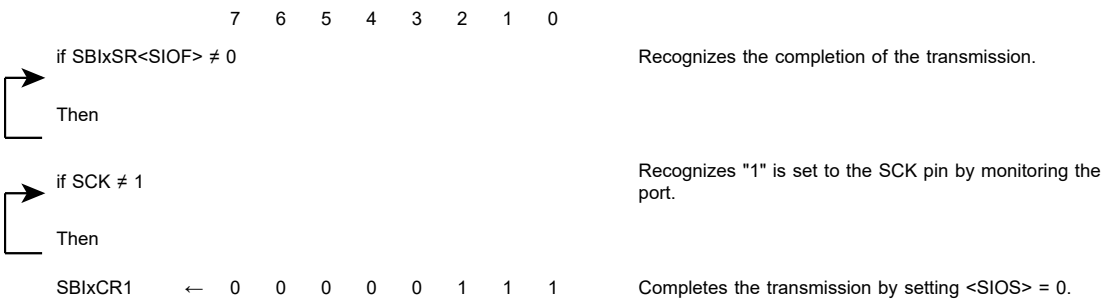 7 6 5 4 3 2 1 0
if SBIxSR<SIOF> ≠ 0 Recognizes the completion of the transmission.
Then
if SCK ≠ 1 Recognizes "1" is set to the SCK pin by monitoring the
port.
Then
SBIxCR1 ← 0 0 0 0 0 1 1 1 Completes the transmission by setting <SIOS> = 0.